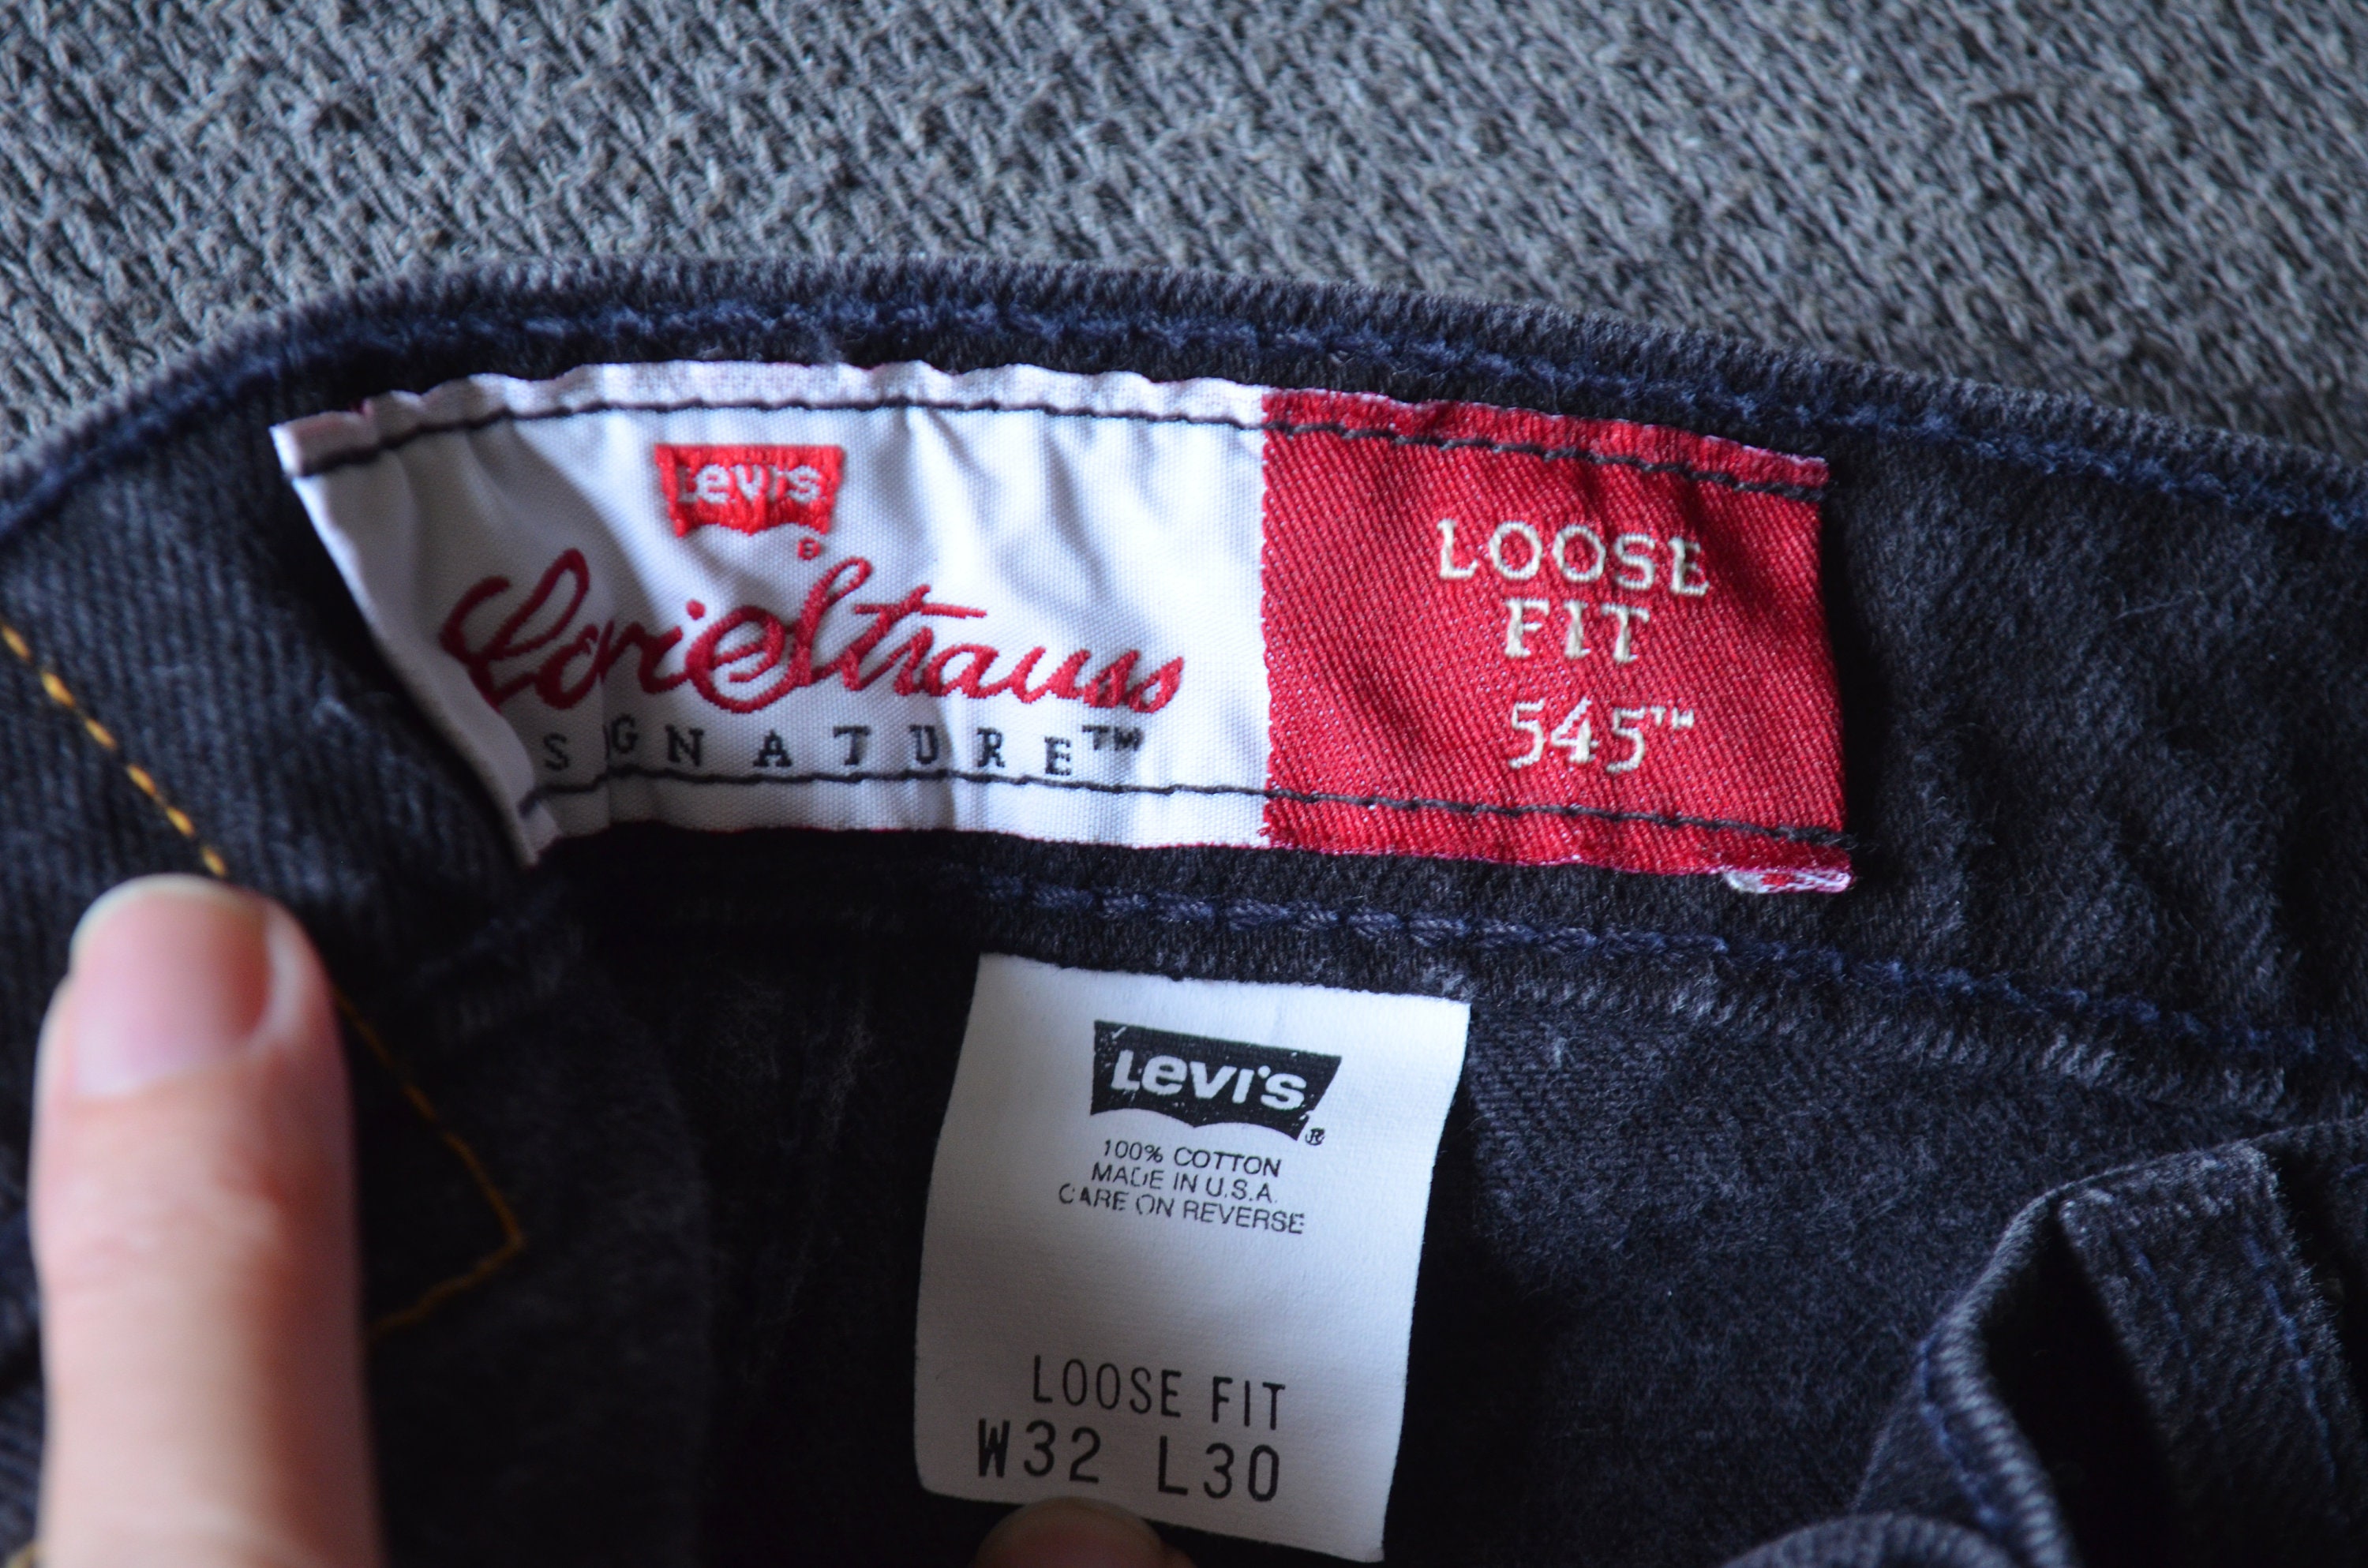 Levi's
®
Levi Strauss
SIGNATURE™
LOOSE
FIT
545™
Levi's
®
100% COTTON
MADE IN U.S.A.
CARE ON REVERSE
LOOSE FIT
W32 L30